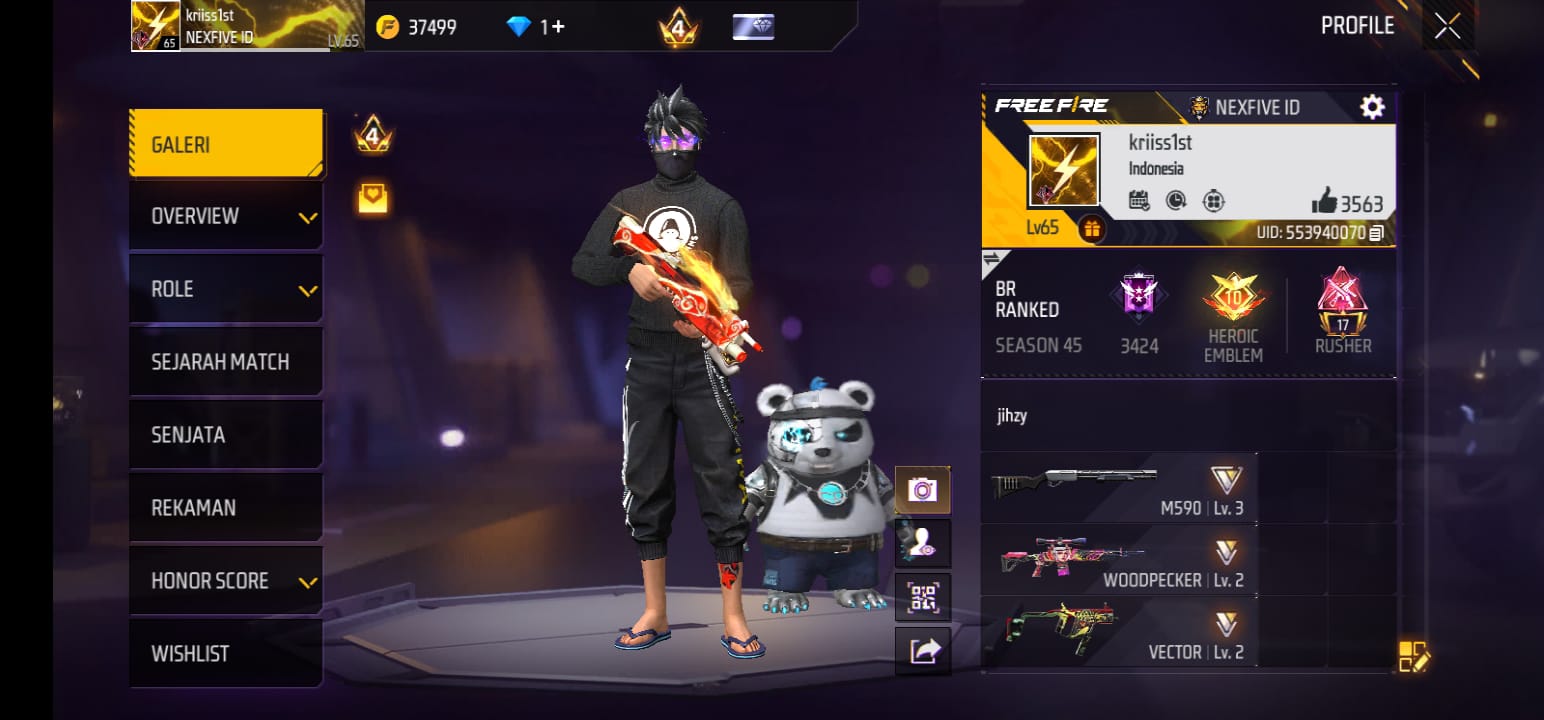 kriiss1st
65
NEXFIVE ID
LV.65
37499
1+
4
PROFILE
GALERI
OVERVIEW
ROLE
SEJARAH MATCH
SENJATA
REKAMAN
HONOR SCORE
WISHLIST
4
FREE FIRE
NEXFIVE ID
kriiss1st
Indonesia
3563
Lv65
UID: 553940070
BR
RANKED
SEASON 45
3424
10
HEROIC
EMBLEM
17
RUSHER
jihzy
M590 | Lv. 3
WOODPECKER | Lv. 2
VECTOR | Lv. 2